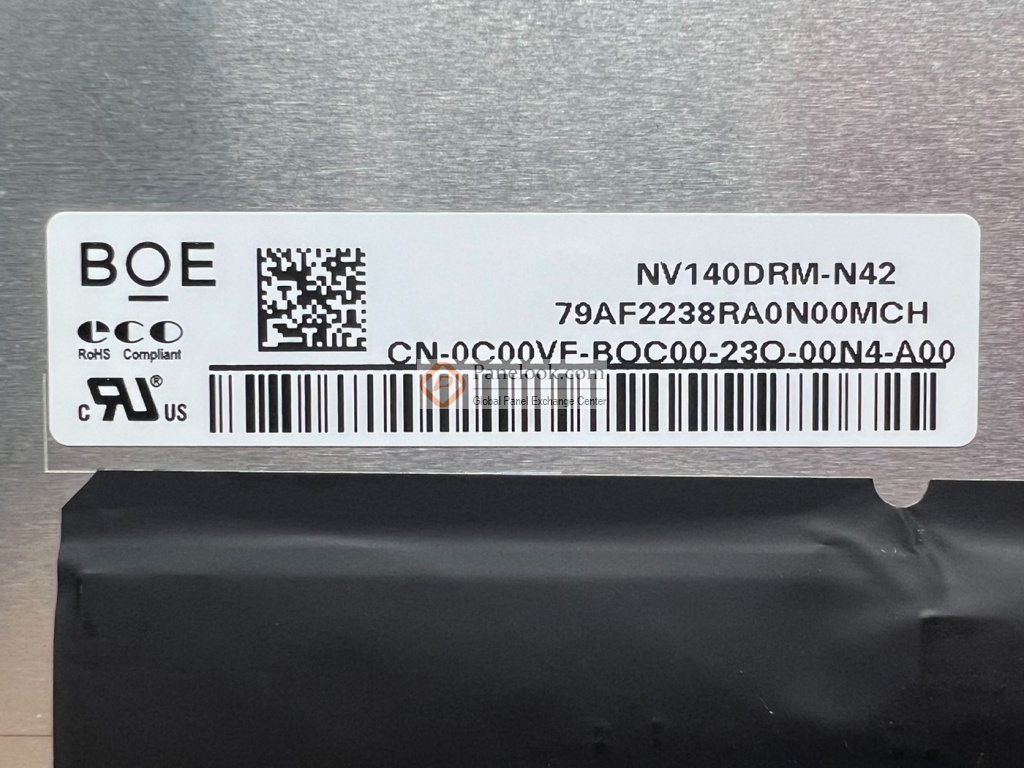 BOE
eco
RoHS Compliant
C RU® US
NV140DRM-N42
79AF2238RA0N00MCH
CN-0C00VF-BOC00-23O-00N4-A00
Panelook.com
Global Panel Exchange Center